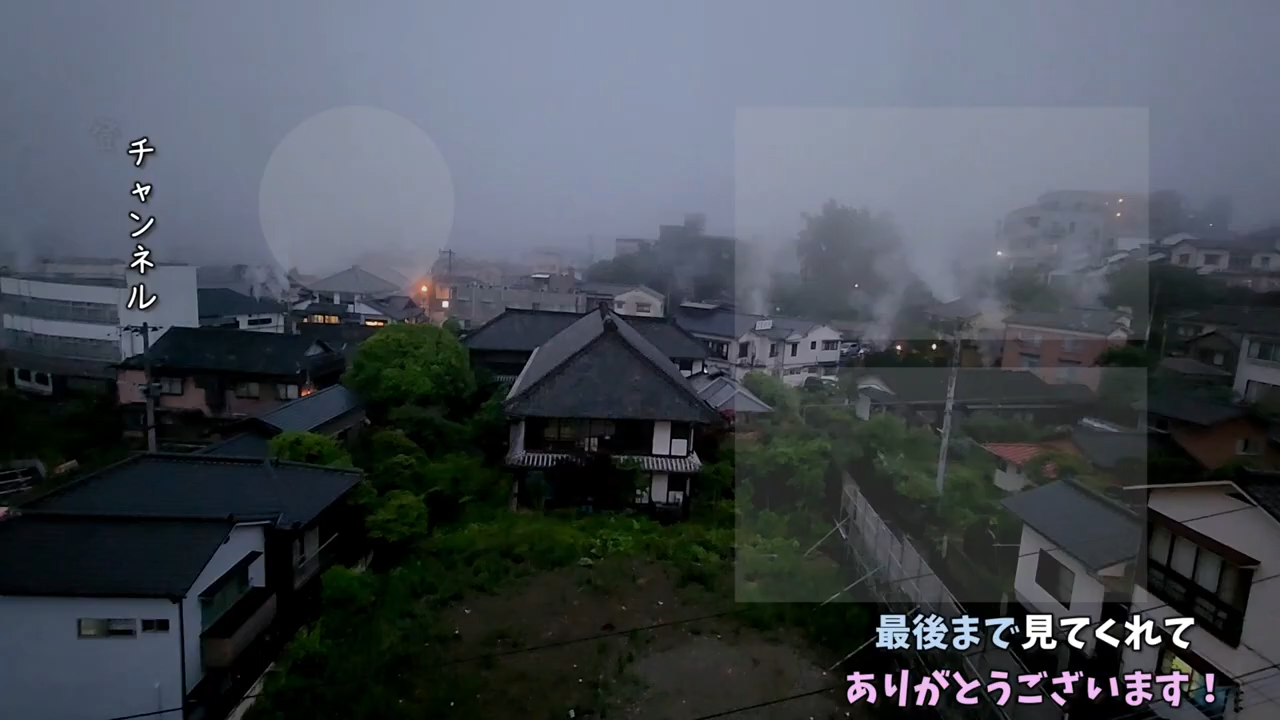 チャンネル
最後まで見てくれて
ありがとうございます！